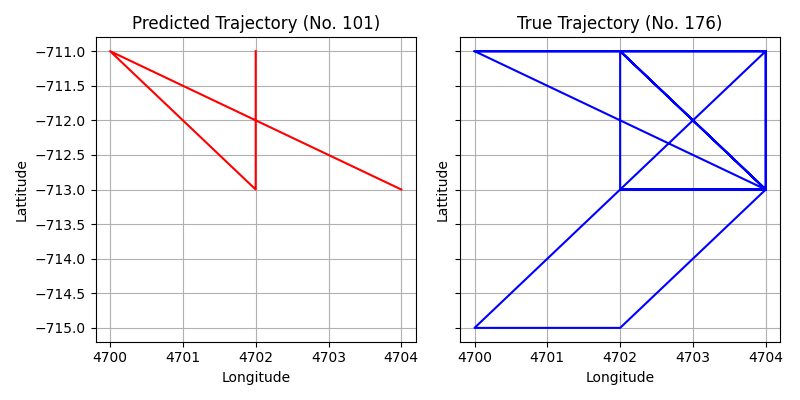 Predicted Trajectory (No. 101)
True Trajectory (No. 176)
−711.0
−711.5
−712.0
−712.5
−713.0
−713.5
−714.0
−714.5
−715.0
Lattitude
Lattitude
4700 4701 4702 4703 4704
4700 4701 4702 4703 4704
Longitude
Longitude